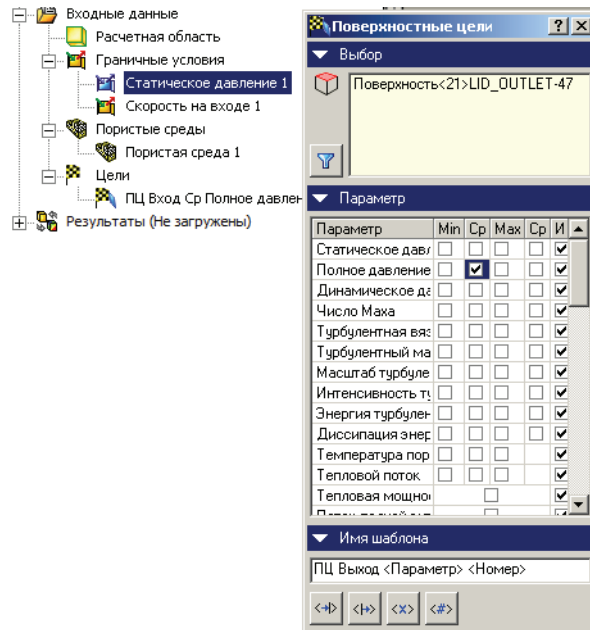 Входные данные
Расчетная область
Граничные условия
Статическое давление 1
Скорость на входе 1
Пористые среды
Пористая среда 1
Цели
ПЦ Вход Ср Полное давлен
Результаты (Не загружены)
Поверхностные цели ? X
Выбор
Поверхность<21>LID_OUTLET-47
Параметр
Параметр Min Ср Max Ср И
Статическое дав
Полное давление
Динамическое да
Число Маха
Турбулентная вяз
Турбулентный ма
Масштаб турбуле
Интенсивность ту
Энергия турбулен
Диссипация энер
Температура пор
Тепловой поток
Тепловая мощно
Имя шаблона
ПЦ Выход <Параметр> <Номер>
<x> <#>